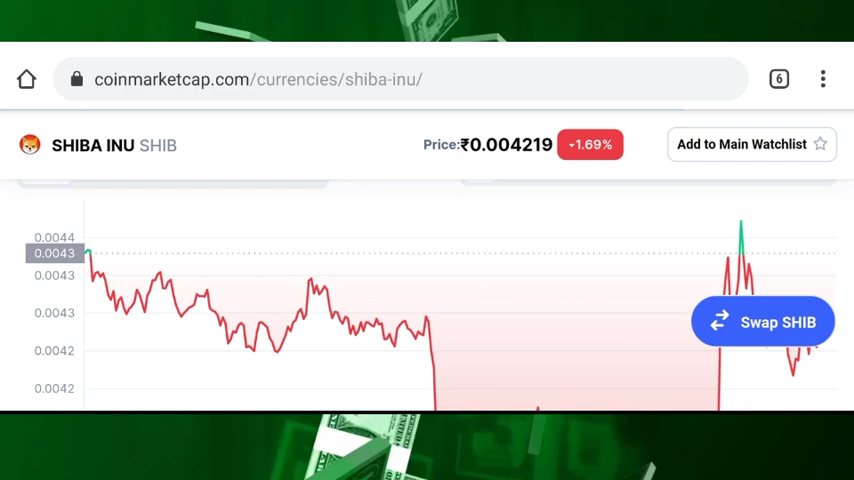 coinmarketcap.com/currencies/shiba-inu/
6
SHIBA INU SHIB
Price:₹0.004219
1.69%
Add to Main Watchlist
0.0044
0.0043
0.0043
0.0043
0.0042
0.0042
Swap SHIB